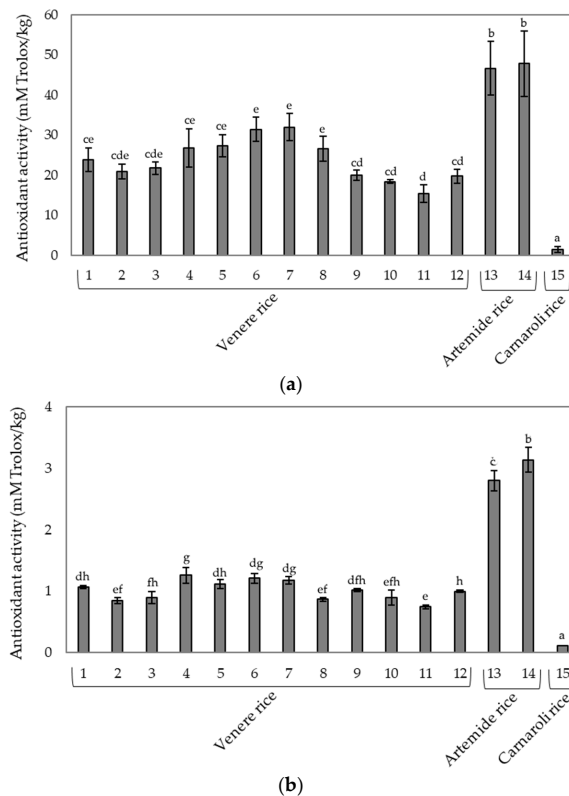 60
50
40
30
20
10
0
Antioxidant activity (mM Trolox/kg)
ce
cde
cde
ce
ce
e
e
e
cd
cd
d
cd
b
b
a
1 2 3 4 5 6 7 8 9 10 11 12 13 14 15
Venere rice
Artemide rice
Carnaroli rice
(a)
4
3
2
1
0
Antioxidant activity (mM Trolox/kg)
dh
ef
fh
g
dh
dg
dg
ef
dfh
efh
e
h
ċ
b
a
1 2 3 4 5 6 7 8 9 10 11 12 13 14 15
Venere rice
Artemide rice
Carnaroli rice
(b)